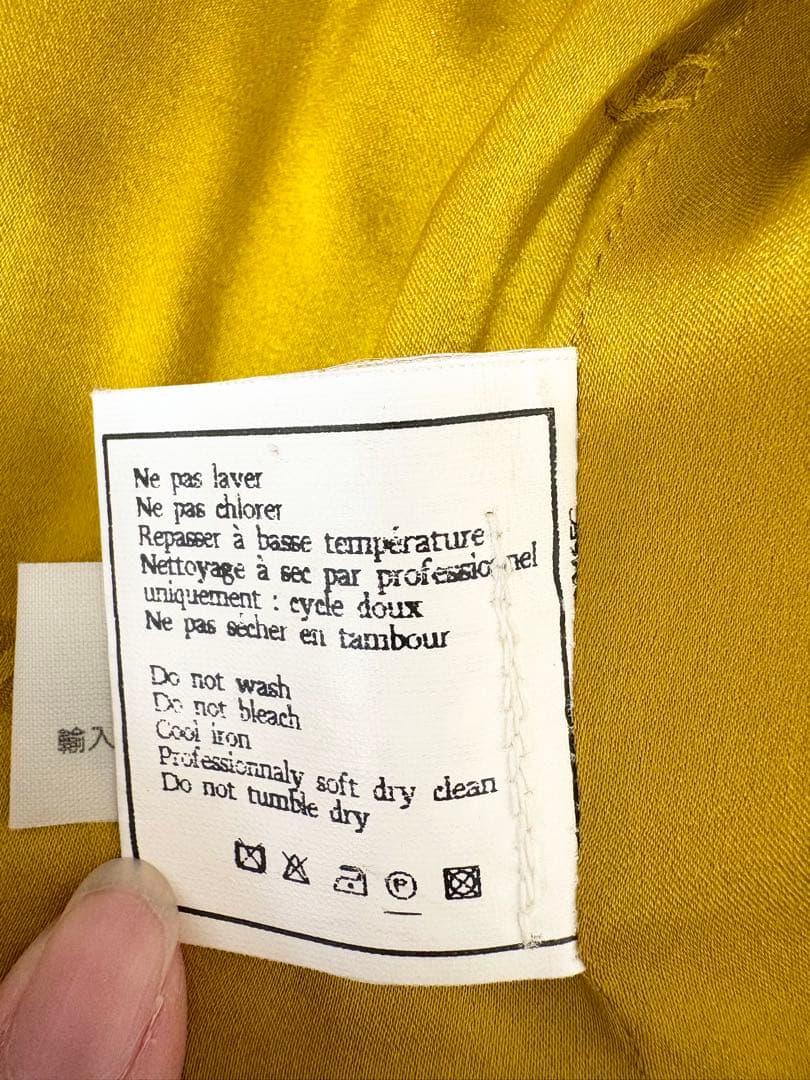 Ne pas laver
Ne pas chlorer
Repasser à basse température
Nettoyage à sec par professionnel
uniquement : cycle doux
Ne pas sécher en tambour
Do not wash
Do not bleach
Cool iron
Professionnaly soft dry clean
Do not tumble dry
P
輸入